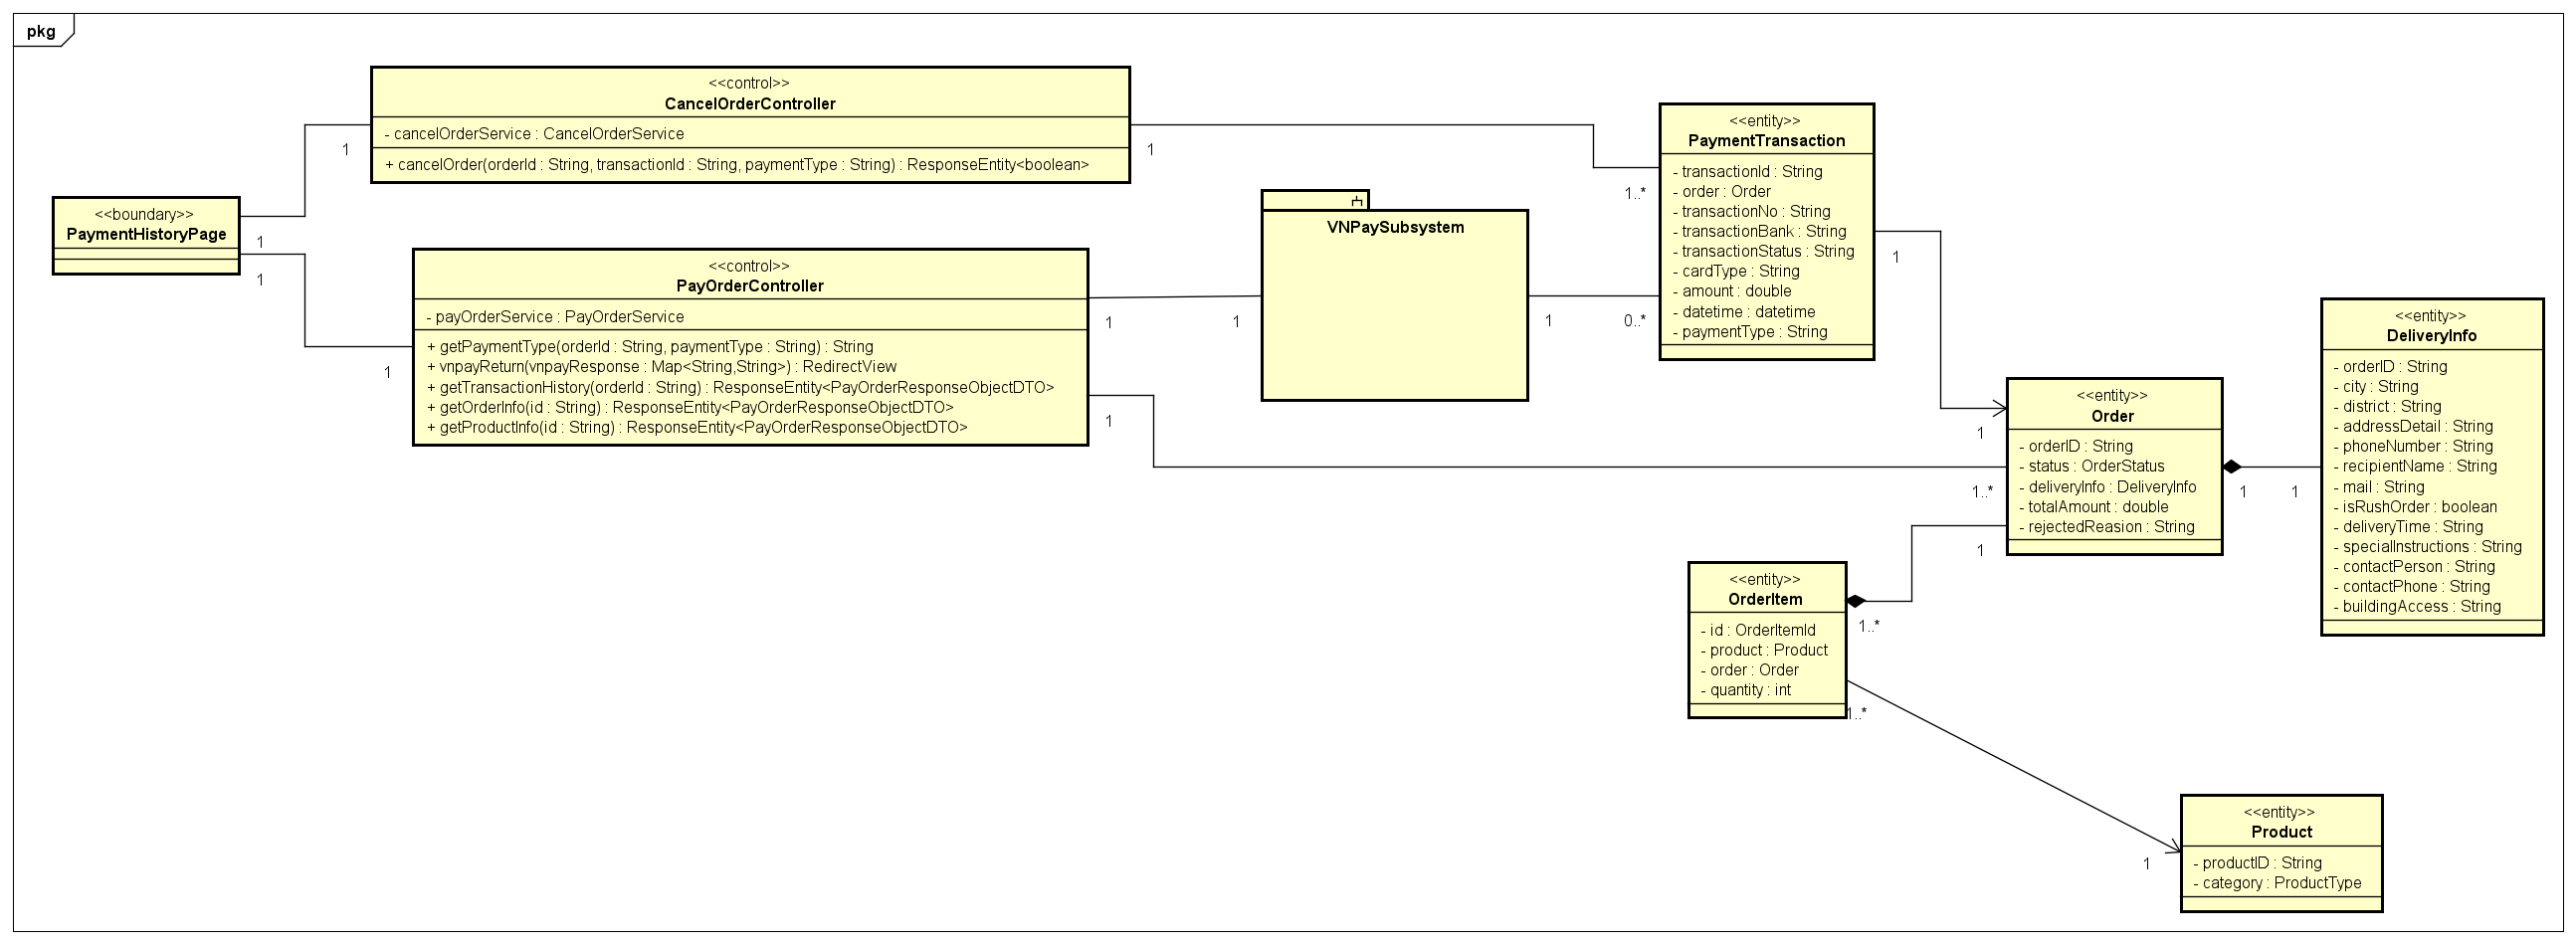 pkg
<<control>>
CancelOrderController
- cancelOrderService : CancelOrderService
+ cancelOrder(orderId : String, transactionId : String, paymentType : String) : ResponseEntity<boolean>
1
1
<<boundary>>
PaymentHistoryPage
1
1
<<control>>
PayOrderController
- payOrderService : PayOrderService
+ getPaymentType(orderId : String, paymentType : String) : String
+ vnpayReturn(vnpayResponse : Map<String,String>) : RedirectView
+ getTransactionHistory(orderId : String) : ResponseEntity<PayOrderResponseObjectDTO>
+ getOrderInfo(id : String) : ResponseEntity<PayOrderResponseObjectDTO>
+ getProductInfo(id : String) : ResponseEntity<PayOrderResponseObjectDTO>
1
1
1
VNPaySubsystem
1
1
<<entity>>
PaymentTransaction
- transactionId : String
- order : Order
- transactionNo : String
- transactionBank : String
- transactionStatus : String
- cardType : String
- amount : double
- datetime : datetime
- paymentType : String
1..*
0..*
1
<<entity>>
Order
- orderID : String
- status : OrderStatus
- deliveryInfo : DeliveryInfo
- totalAmount : double
- rejectedReasion : String
1
1..*
1
1
1
<<entity>>
DeliveryInfo
- orderID : String
- city : String
- district : String
- addressDetail : String
- phoneNumber : String
- recipientName : String
- mail : String
- isRushOrder : boolean
- deliveryTime : String
- specialInstructions : String
- contactPerson : String
- contactPhone : String
- buildingAccess : String
<<entity>>
OrderItem
- id : OrderItemId
- product : Product
- order : Order
- quantity : int
1..*
1..*
<<entity>>
Product
- productID : String
- category : ProductType
1